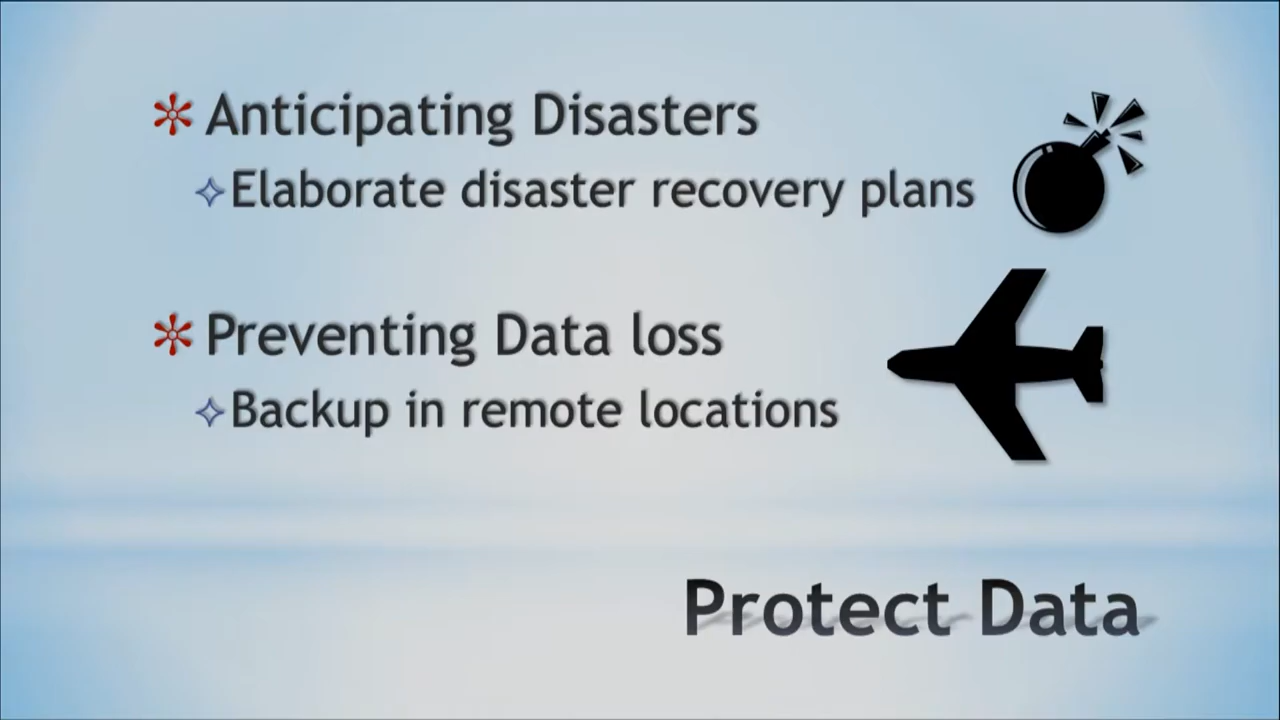 Anticipating Disasters
Elaborate disaster recovery plans
Preventing Data loss
Backup in remote locations
Protect Data